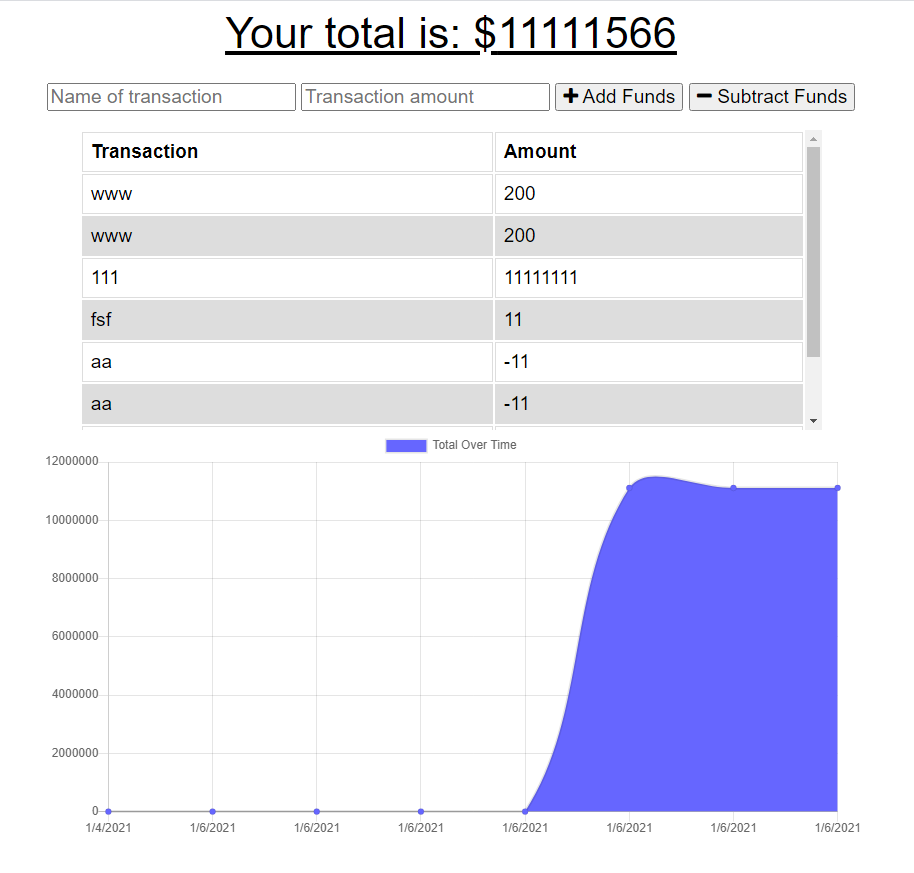 Your total is: $11111566
Name of transaction Transaction amount Add Funds Subtract Funds
Transaction Amount
www 200
www 200
111 11111111
fsf 11
aa -11
aa -11
Total Over Time
12000000
10000000
8000000
6000000
4000000
2000000
0
1/4/2021 1/6/2021 1/6/2021 1/6/2021 1/6/2021 1/6/2021 1/6/2021 1/6/2021